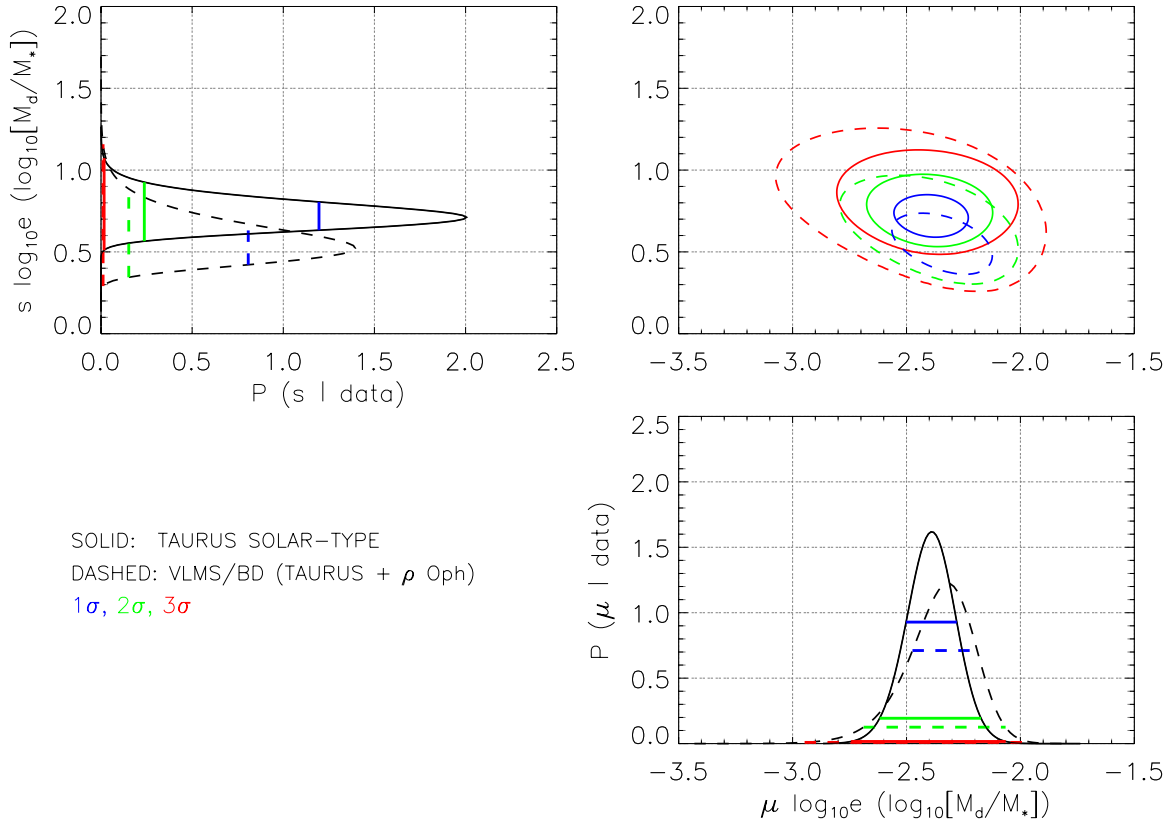 2.0
1.5
1.0
0.5
0.0
s log₁₀e (log₁₀[M_d/M_*])
0.0 0.5 1.0 1.5 2.0 2.5
P (s | data)
2.0
1.5
1.0
0.5
0.0
−3.5 −3.0 −2.5 −2.0 −1.5
SOLID: TAURUS SOLAR−TYPE
DASHED: VLMS/BD (TAURUS + ρ Oph)
1σ, 2σ, 3σ
2.5
2.0
1.5
1.0
0.5
0.0
P (μ | data)
−3.5 −3.0 −2.5 −2.0 −1.5
μ log₁₀e (log₁₀[M_d/M_*])